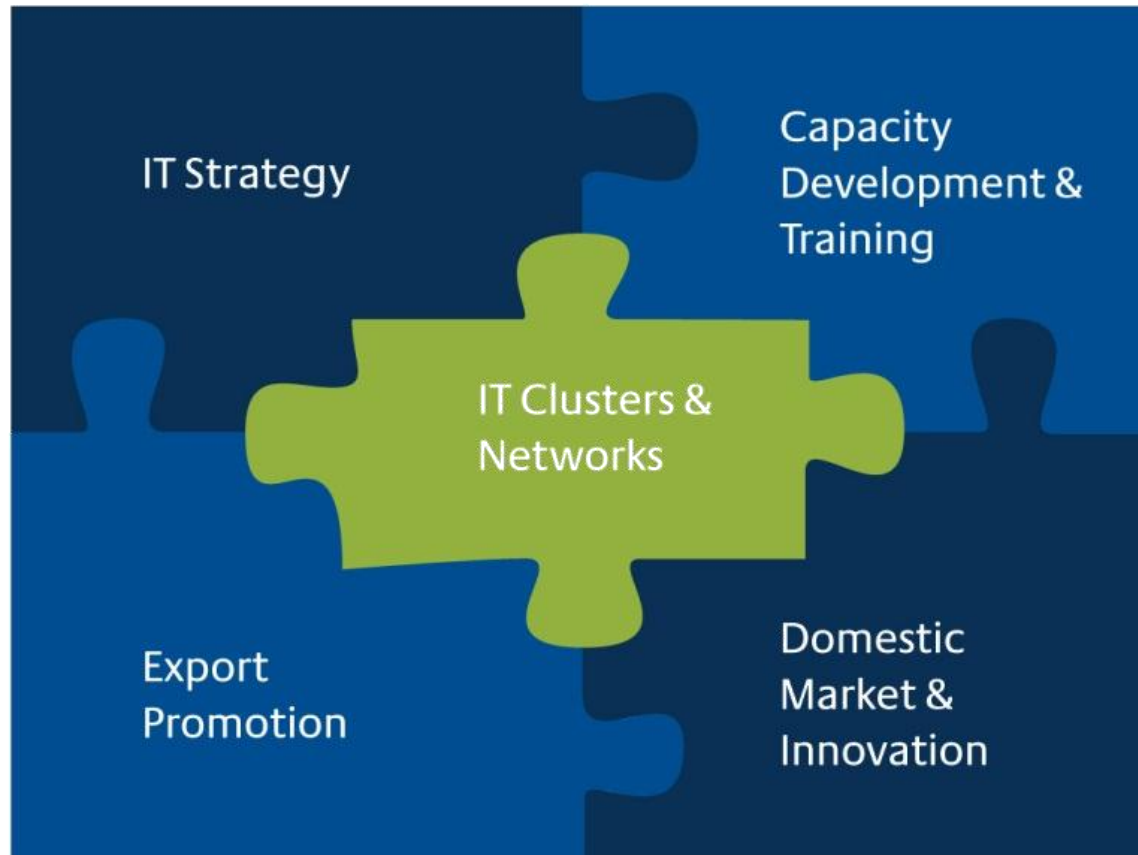 IT Strategy
Capacity
Development &
Training
IT Clusters &
Networks
Export
Promotion
Domestic
Market &
Innovation